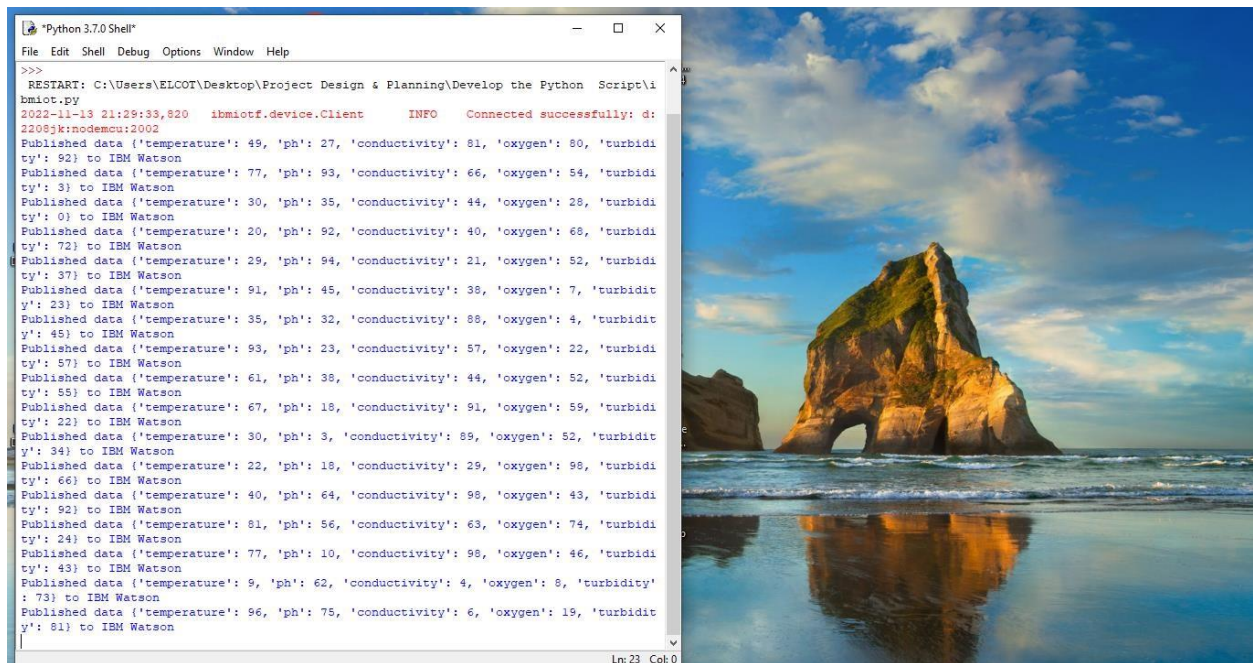 *Python 3.7.0 Shell*
File Edit Shell Debug Options Window Help
>>>
RESTART: C:\Users\ELCOT\Desktop\Project Design & Planning\Develop the Python  Script\i
bmiot.py
2022-11-13 21:29:33,820   ibmiotf.device.Client      INFO    Connected successfully: d:
2208jk:nodemcu:2002
Published data {'temperature': 49, 'ph': 27, 'conductivity': 81, 'oxygen': 80, 'turbidi
ty': 92} to IBM Watson
Published data {'temperature': 77, 'ph': 93, 'conductivity': 66, 'oxygen': 54, 'turbidi
ty': 3} to IBM Watson
Published data {'temperature': 30, 'ph': 35, 'conductivity': 44, 'oxygen': 28, 'turbidi
ty': 0} to IBM Watson
Published data {'temperature': 20, 'ph': 92, 'conductivity': 40, 'oxygen': 68, 'turbidi
ty': 72} to IBM Watson
Published data {'temperature': 29, 'ph': 94, 'conductivity': 21, 'oxygen': 52, 'turbidi
ty': 37} to IBM Watson
Published data {'temperature': 91, 'ph': 45, 'conductivity': 38, 'oxygen': 7, 'turbidit
y': 23} to IBM Watson
Published data {'temperature': 35, 'ph': 32, 'conductivity': 88, 'oxygen': 4, 'turbidit
y': 45} to IBM Watson
Published data {'temperature': 93, 'ph': 23, 'conductivity': 57, 'oxygen': 22, 'turbidi
ty': 57} to IBM Watson
Published data {'temperature': 61, 'ph': 38, 'conductivity': 44, 'oxygen': 52, 'turbidi
ty': 55} to IBM Watson
Published data {'temperature': 67, 'ph': 18, 'conductivity': 91, 'oxygen': 59, 'turbidi
ty': 22} to IBM Watson
Published data {'temperature': 30, 'ph': 3, 'conductivity': 89, 'oxygen': 52, 'turbidit
y': 34} to IBM Watson
Published data {'temperature': 22, 'ph': 18, 'conductivity': 29, 'oxygen': 98, 'turbidi
ty': 66} to IBM Watson
Published data {'temperature': 40, 'ph': 64, 'conductivity': 98, 'oxygen': 43, 'turbidi
ty': 92} to IBM Watson
Published data {'temperature': 81, 'ph': 56, 'conductivity': 63, 'oxygen': 74, 'turbidi
ty': 24} to IBM Watson
Published data {'temperature': 77, 'ph': 10, 'conductivity': 98, 'oxygen': 46, 'turbidi
ty': 43} to IBM Watson
Published data {'temperature': 9, 'ph': 62, 'conductivity': 4, 'oxygen': 8, 'turbidity'
: 73} to IBM Watson
Published data {'temperature': 96, 'ph': 75, 'conductivity': 6, 'oxygen': 19, 'turbidit
y': 81} to IBM Watson
Ln: 23 Col: 0